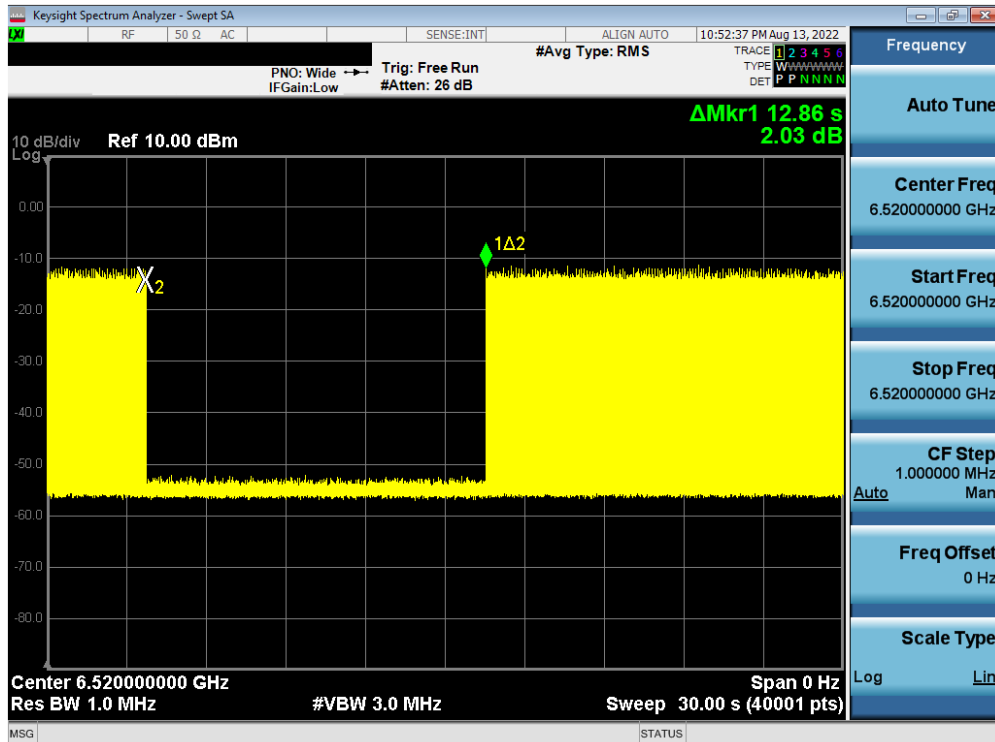 Keysight Spectrum Analyzer - Swept SA
LXI RF 50 Ω AC SENSE:INT ALIGN AUTO 10:52:37 PM Aug 13, 2022
#Avg Type: RMS
TRACE 1 2 3 4 5 6
TYPE WWWWWW
DET P P N N N N
PNO: Wide
IFGain:Low
Trig: Free Run
#Atten: 26 dB
ΔMkr1 12.86 s
2.03 dB
10 dB/div Ref 10.00 dBm
Log
0.00
-10.0
-20.0
-30.0
-40.0
-50.0
-60.0
-70.0
-80.0
1Δ2
X2
Center 6.520000000 GHz Span 0 Hz
Res BW 1.0 MHz #VBW 3.0 MHz Sweep 30.00 s (40001 pts)
MSG STATUS
Frequency
Auto Tune
Center Freq
6.520000000 GHz
Start Freq
6.520000000 GHz
Stop Freq
6.520000000 GHz
CF Step
1.000000 MHz
Auto Man
Freq Offset
0 Hz
Scale Type
Log Lin